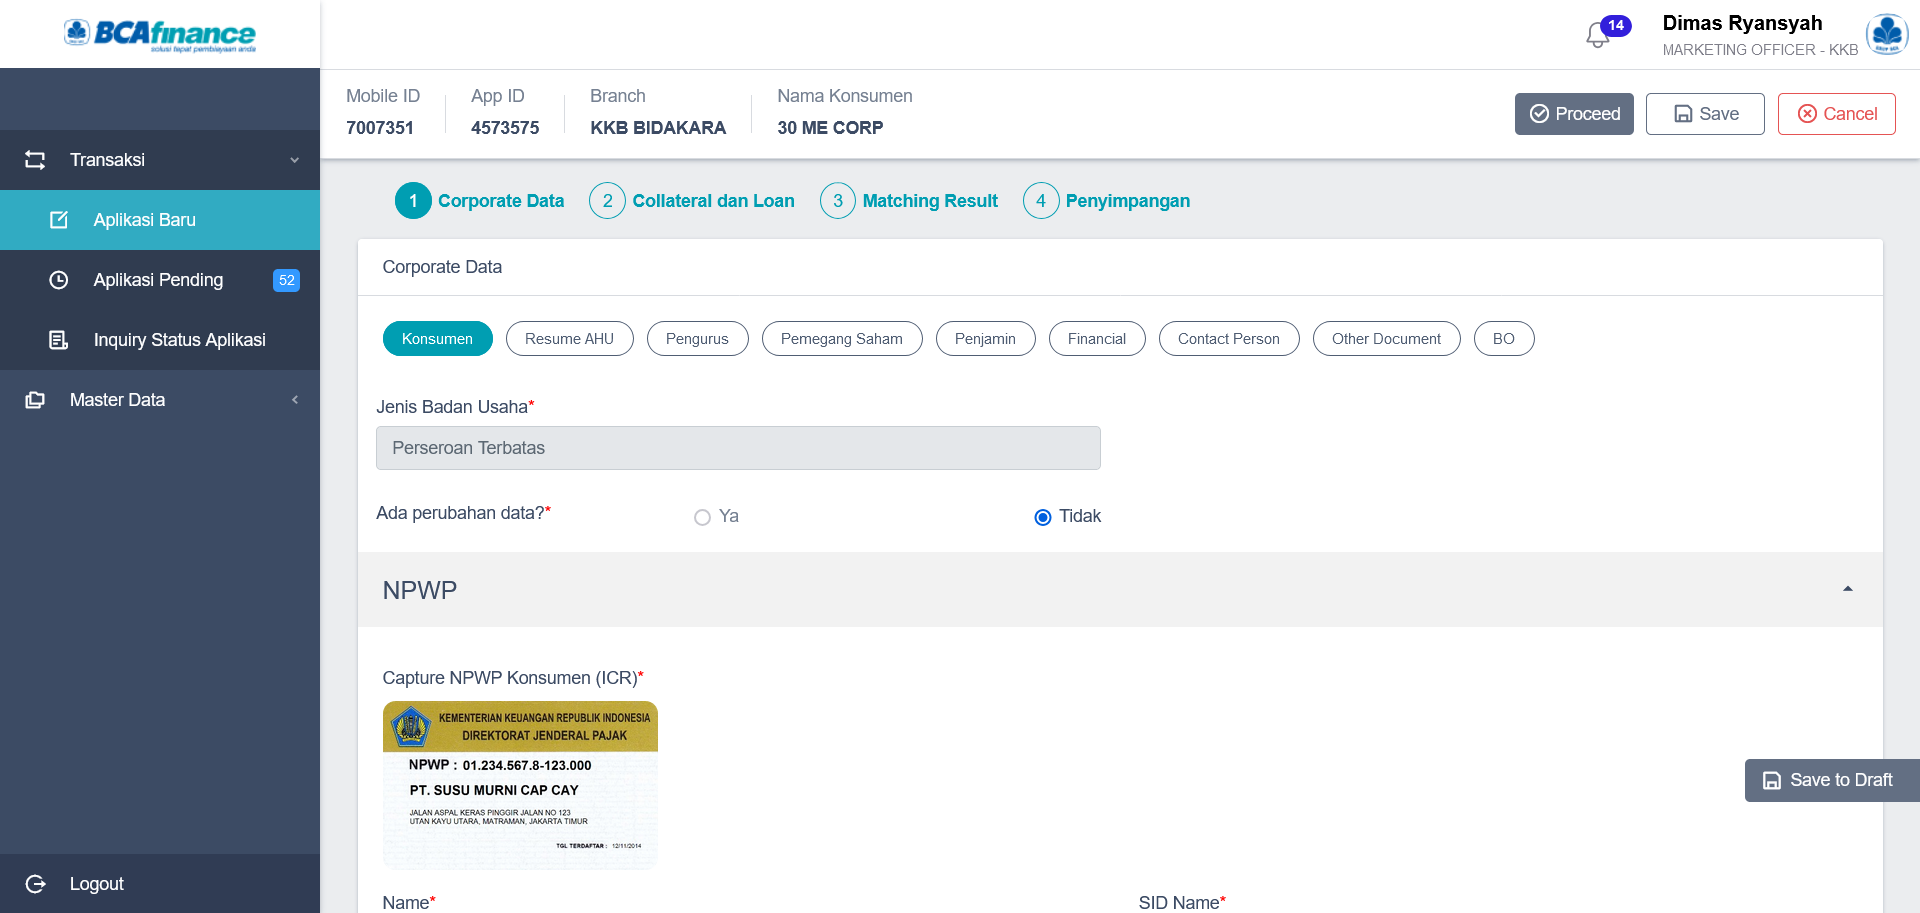 BCAfinance
solusi tepat pembiayaan anda
14
Dimas Ryansyah
MARKETING OFFICER - KKB
Mobile ID
7007351
App ID
4573575
Branch
KKB BIDAKARA
Nama Konsumen
30 ME CORP
Proceed
Save
Cancel
Transaksi
Aplikasi Baru
Aplikasi Pending
52
Inquiry Status Aplikasi
Master Data
Logout
1 Corporate Data
2 Collateral dan Loan
3 Matching Result
4 Penyimpangan
Corporate Data
Konsumen
Resume AHU
Pengurus
Pemegang Saham
Penjamin
Financial
Contact Person
Other Document
BO
Jenis Badan Usaha*
Perseroan Terbatas
Ada perubahan data?*
Ya
Tidak
NPWP
Capture NPWP Konsumen (ICR)*
KEMENTERIAN KEUANGAN REPUBLIK INDONESIA
DIREKTORAT JENDERAL PAJAK
NPWP : 01.234.567.8-123.000
PT. SUSU MURNI CAP CAY
JALAN ASPAL KERAS PINGGIR JALAN NO 123
UTAN KAYU UTARA, MATRAMAN, JAKARTA TIMUR
TGL TERDAFTAR : 12/11/2014
Save to Draft
Name*
SID Name*